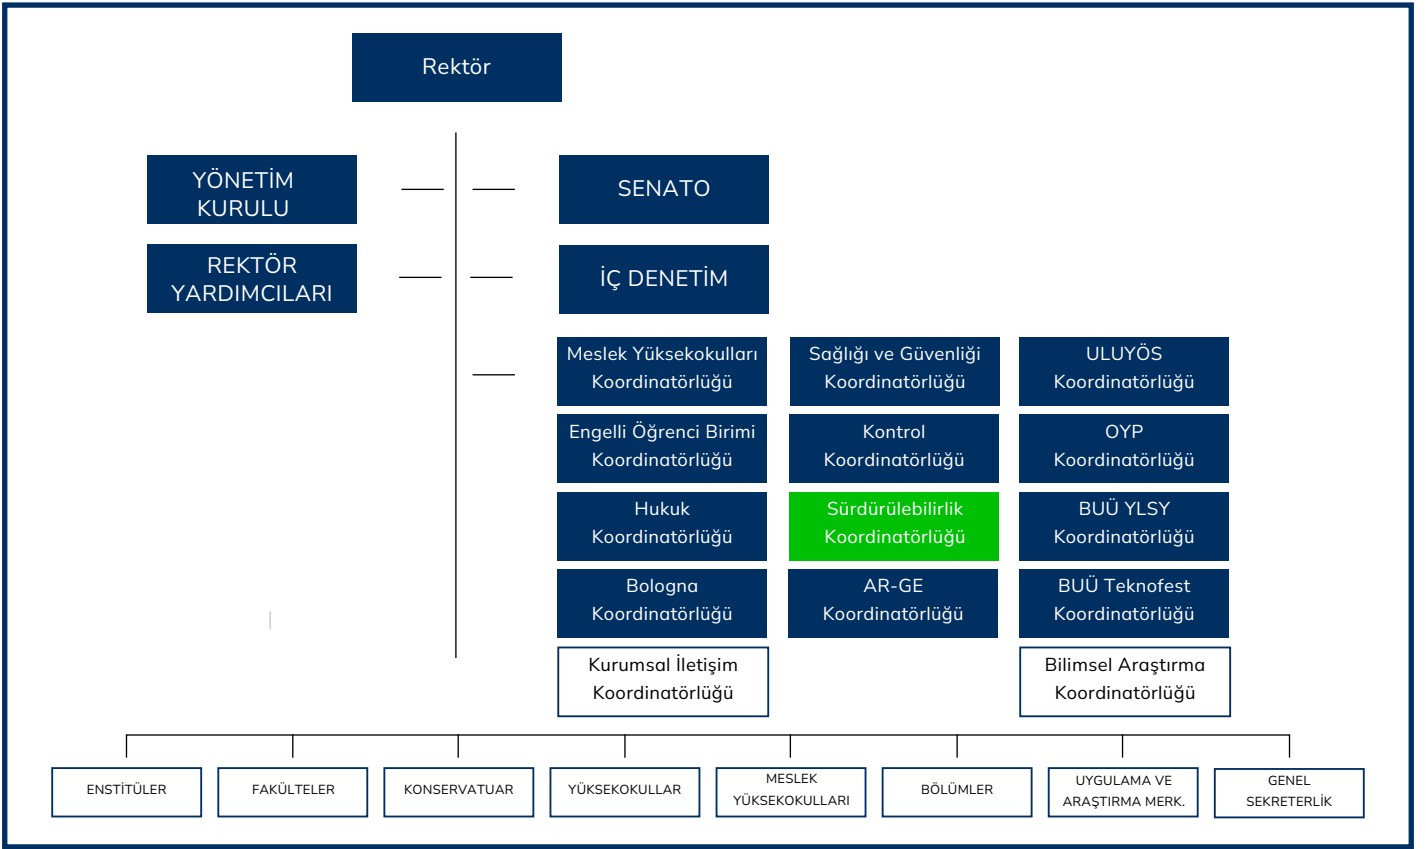 Rektör
YÖNETİM
KURULU
SENATO
REKTÖR
YARDIMCILARI
İÇ DENETİM
Meslek Yüksekokulları
Koordinatörlüğü
Sağlığı ve Güvenliği
Koordinatörlüğü
ULUYÖS
Koordinatörlüğü
Engelli Öğrenci Birimi
Koordinatörlüğü
Kontrol
Koordinatörlüğü
OYP
Koordinatörlüğü
Hukuk
Koordinatörlüğü
Sürdürülebilirlik
Koordinatörlüğü
BUÜ YLSY
Koordinatörlüğü
Bologna
Koordinatörlüğü
AR-GE
Koordinatörlüğü
BUÜ Teknofest
Koordinatörlüğü
Kurumsal İletişim
Koordinatörlüğü
Bilimsel Araştırma
Koordinatörlüğü
ENSTİTÜLER
FAKÜLTELER
KONSERVATUAR
YÜKSEKOKULLAR
MESLEK
YÜKSEKOKULLARI
BÖLÜMLER
UYGULAMA VE
ARAŞTIRMA MERK.
GENEL
SEKRETERLİK